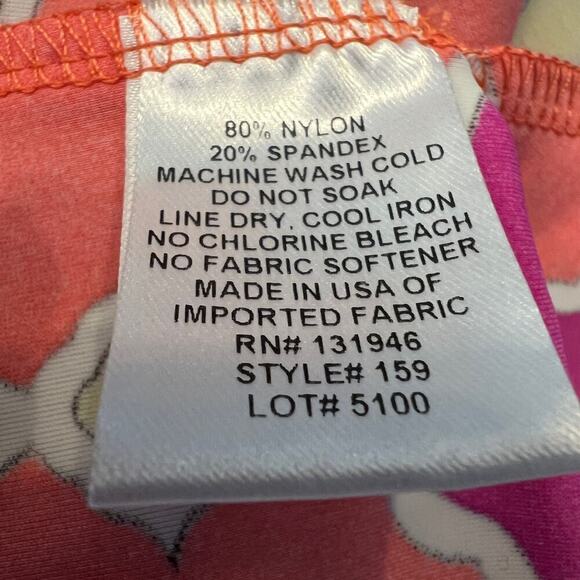 80% NYLON
20% SPANDEX
MACHINE WASH COLD
DO NOT SOAK
LINE DRY, COOL IRON
NO CHLORINE BLEACH
NO FABRIC SOFTENER
MADE IN USA OF
IMPORTED FABRIC
RN# 131946
STYLE# 159
LOT# 5100